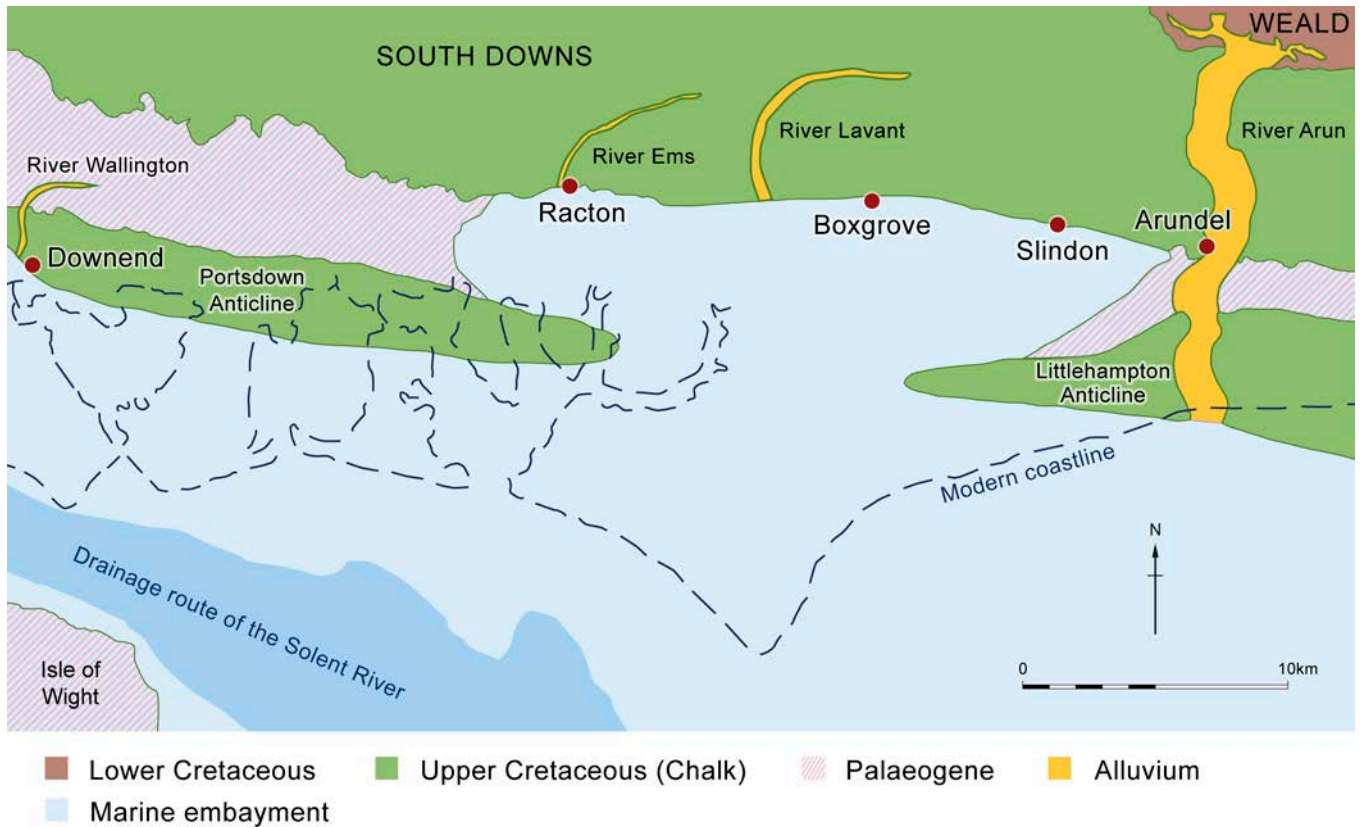 WEALD
SOUTH DOWNS
River Lavant
River Arun
River Wallington
River Ems
Racton
Boxgrove
Slindon
Arundel
Downend
Portsdown
Anticline
Littlehampton
Anticline
Modern coastline
N
Drainage route of the Solent River
Isle of
Wight
0 10km
Lower Cretaceous
Upper Cretaceous (Chalk)
Palaeogene
Alluvium
Marine embayment